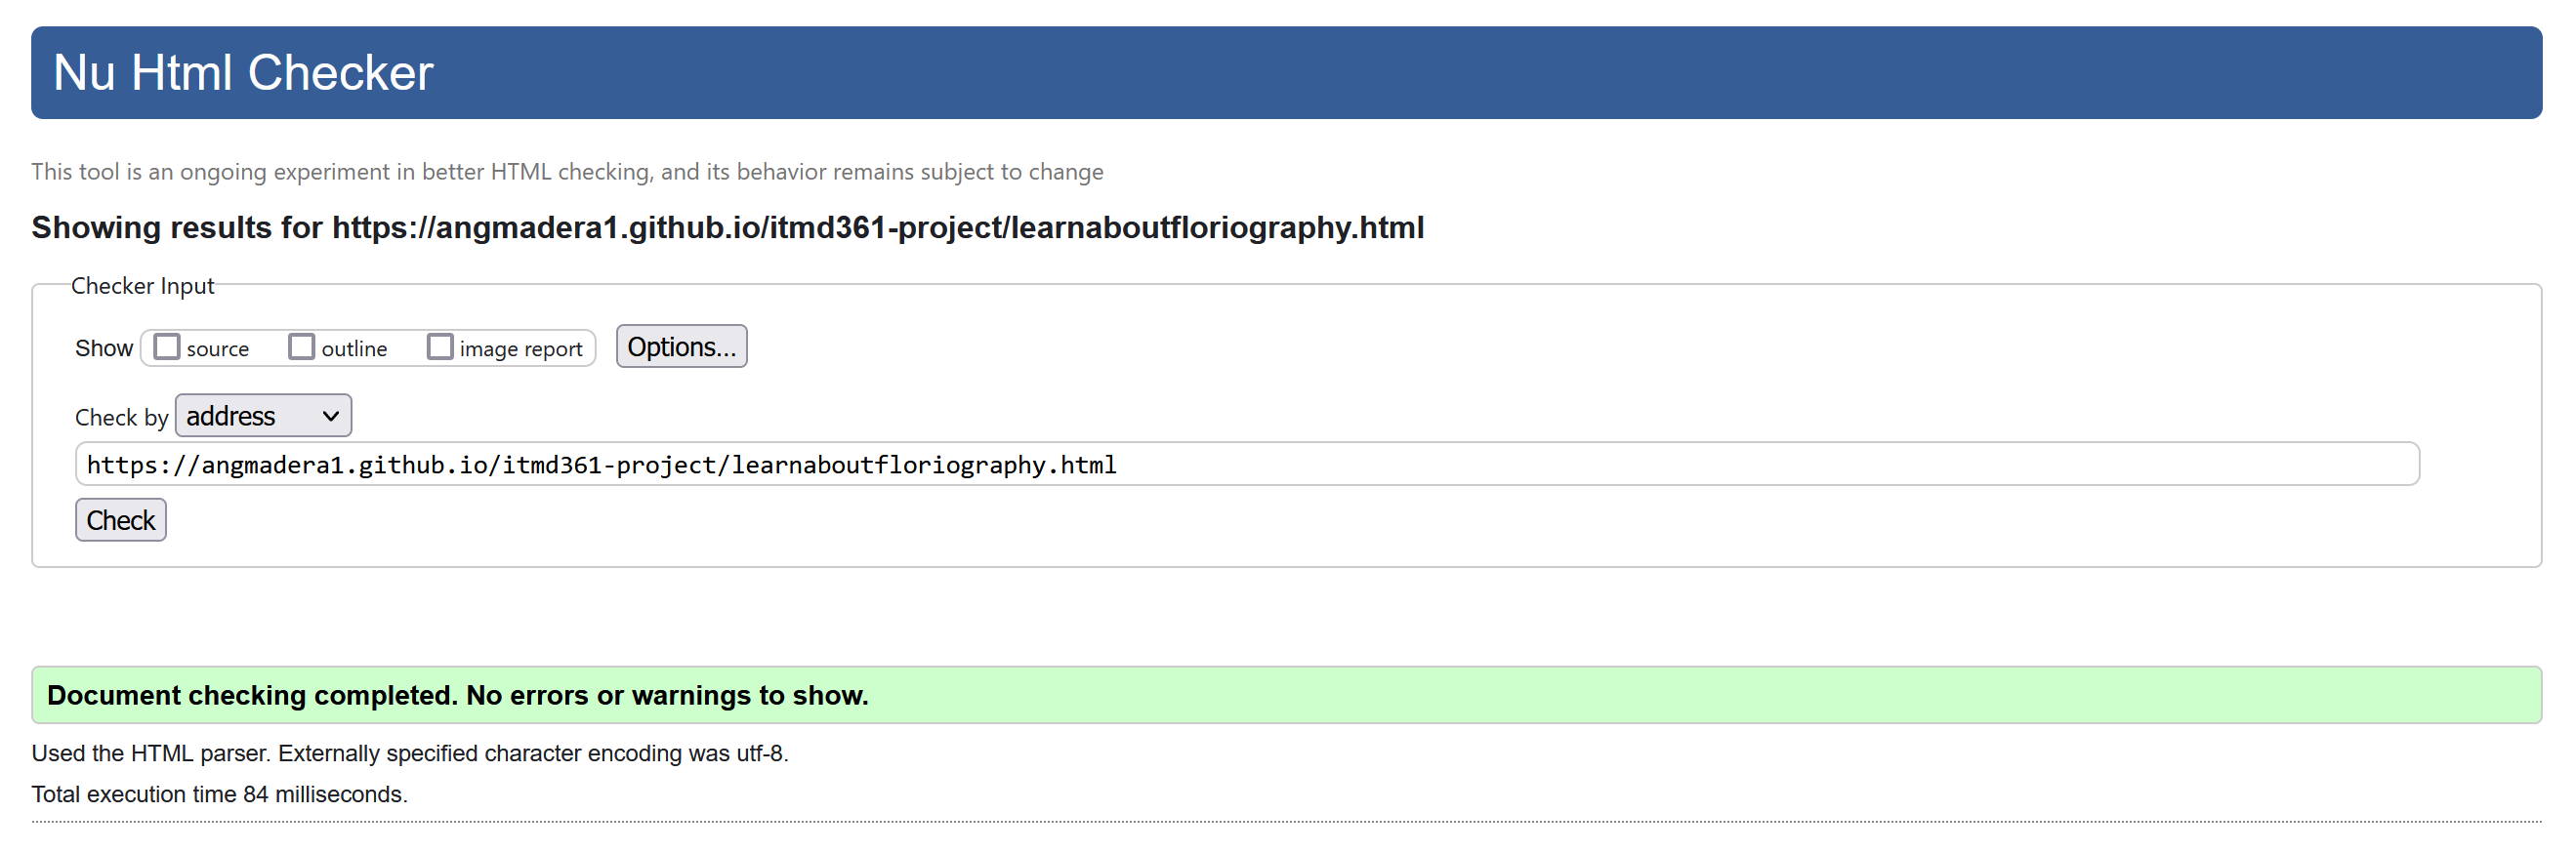 Nu Html Checker
This tool is an ongoing experiment in better HTML checking, and its behavior remains subject to change
Showing results for https://angmadera1.github.io/itmd361-project/learnaboutfloriography.html
Checker Input
Show source outline image report Options...
Check by address
https://angmadera1.github.io/itmd361-project/learnaboutfloriography.html
Check
Document checking completed. No errors or warnings to show.
Used the HTML parser. Externally specified character encoding was utf-8.
Total execution time 84 milliseconds.